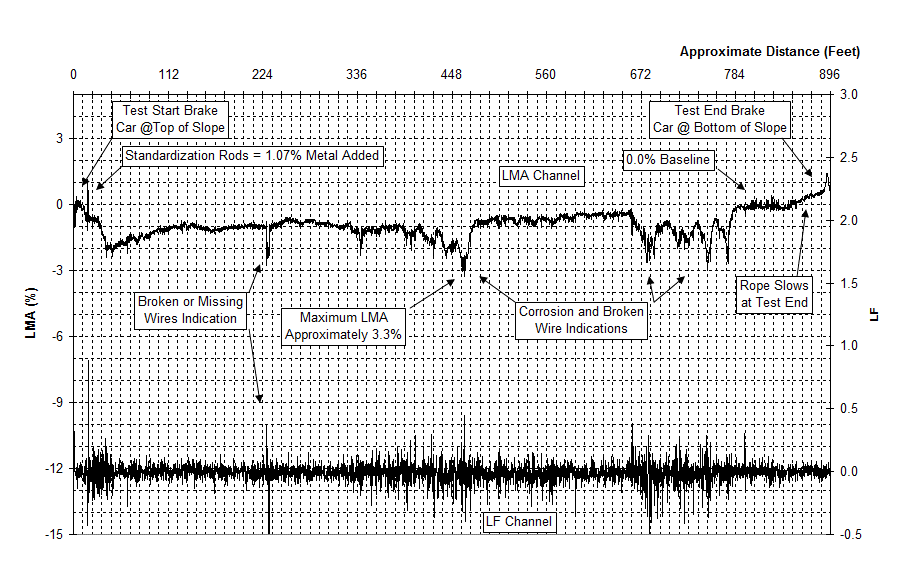 Approximate Distance (Feet)
0 112 224 336 448 560 672 784 896
Test Start Brake
Car @Top of Slope
Test End Brake
Car @ Bottom of Slope
Standardization Rods = 1.07% Metal Added
0.0% Baseline
LMA Channel
Broken or Missing
Wires Indication
Maximum LMA
Approximately 3.3%
Corrosion and Broken
Wire Indications
Rope Slows
at Test End
LF Channel
LMA (%)
3
0
-3
-6
-9
-12
-15
LF
3.0
2.5
2.0
1.5
1.0
0.5
0.0
-0.5